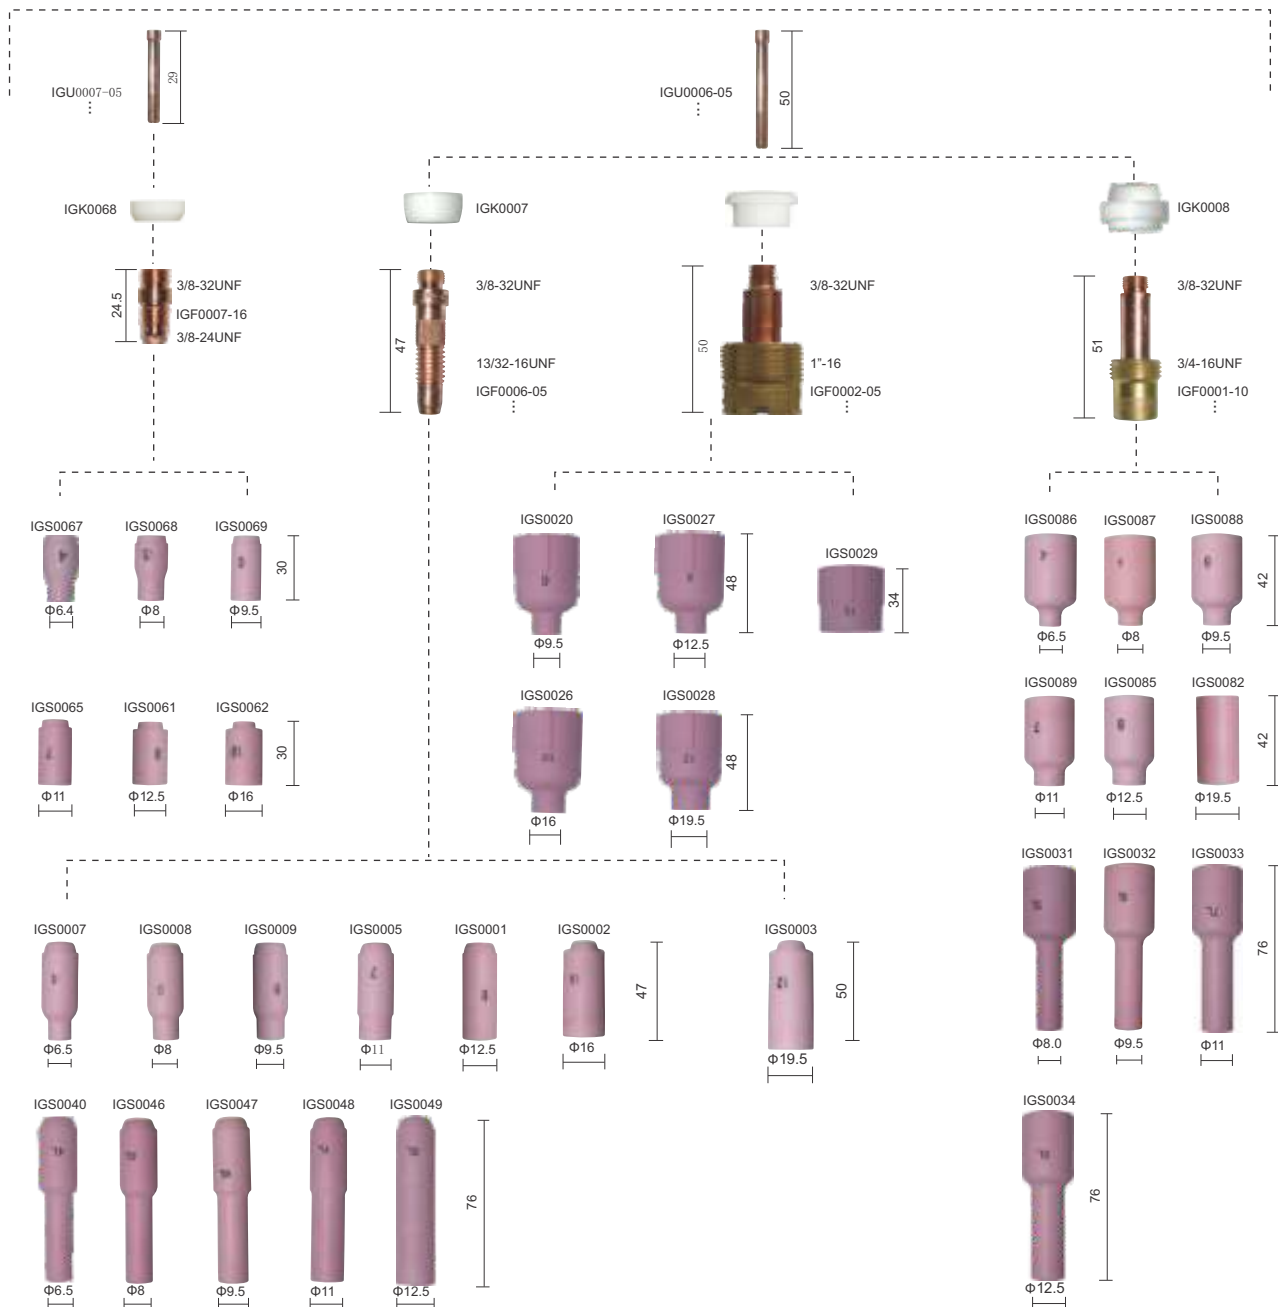 IGU0007-05
29
IGU0006-05
50
IGK0068
IGK0007
IGK0008
24.5
3/8-32UNF
IGF0007-16
3/8-24UNF
47
3/8-32UNF
13/32-16UNF
IGF0006-05
50
3/8-32UNF
1"-16
IGF0002-05
51
3/8-32UNF
3/4-16UNF
IGF0001-10
IGS0067 IGS0068 IGS0069
30
Φ6.4 Φ8 Φ9.5
IGS0065 IGS0061 IGS0062
30
Φ11 Φ12.5 Φ16
IGS0020 IGS0027
48
Φ9.5 Φ12.5
IGS0029
34
IGS0026 IGS0028
48
Φ16 Φ19.5
IGS0086 IGS0087 IGS0088
42
Φ6.5 Φ8 Φ9.5
IGS0089 IGS0085 IGS0082
42
Φ11 Φ12.5 Φ19.5
IGS0031 IGS0032 IGS0033
76
Φ8.0 Φ9.5 Φ11
IGS0034
76
Φ12.5
IGS0007 IGS0008 IGS0009 IGS0005 IGS0001 IGS0002 IGS0003
47
50
Φ6.5 Φ8 Φ9.5 Φ11 Φ12.5 Φ16 Φ19.5
IGS0040 IGS0046 IGS0047 IGS0048 IGS0049
76
Φ6.5 Φ8 Φ9.5 Φ11 Φ12.5